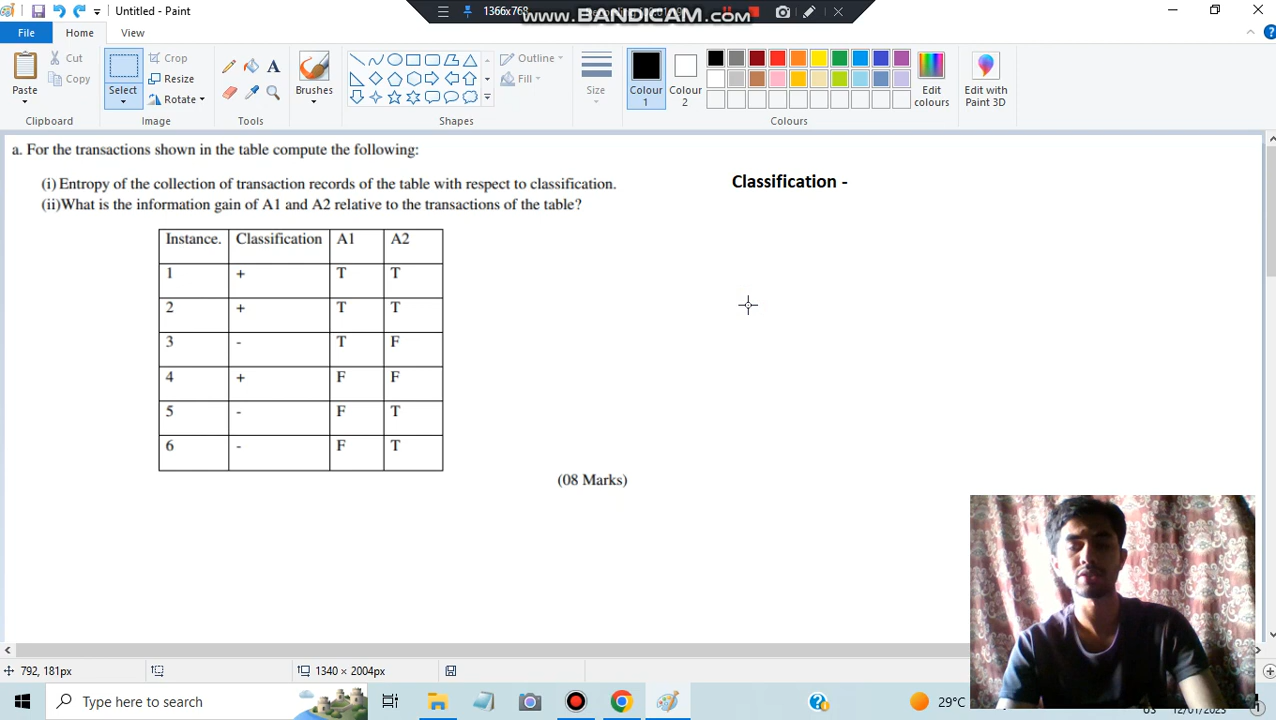 Untitled - Paint
1366x768
www.BANDICAM.com
File
Home
View
Paste
Cut
Copy
Clipboard
Select
Crop
Resize
Rotate
Image
Tools
Brushes
Outline
Fill
Shapes
Size
Colour 1
Colour 2
Edit colours
Colours
Edit with Paint 3D
a. For the transactions shown in the table compute the following:
(i) Entropy of the collection of transaction records of the table with respect to classification.
(ii)What is the information gain of A1 and A2 relative to the transactions of the table?
Classification -
Instance. Classification A1 A2
1 + T T
2 + T T
3 - T F
4 + F F
5 - F T
6 - F T
(08 Marks)
792, 181px
1340 × 2004px
Type here to search
29°C
12/01/2023